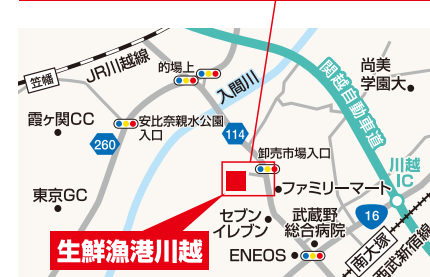 笠幡
JR川越線
的場上
入間川
関越自動車道
尚美
学園大
霞ヶ関CC
安比奈親水公園
入口
260
114
卸売市場入口
川越
IC
東京GC
ファミリーマート
16
セブン
イレブン
武蔵野
総合病院
生鮮漁港川越
ENEOS
南大塚
西武新宿線